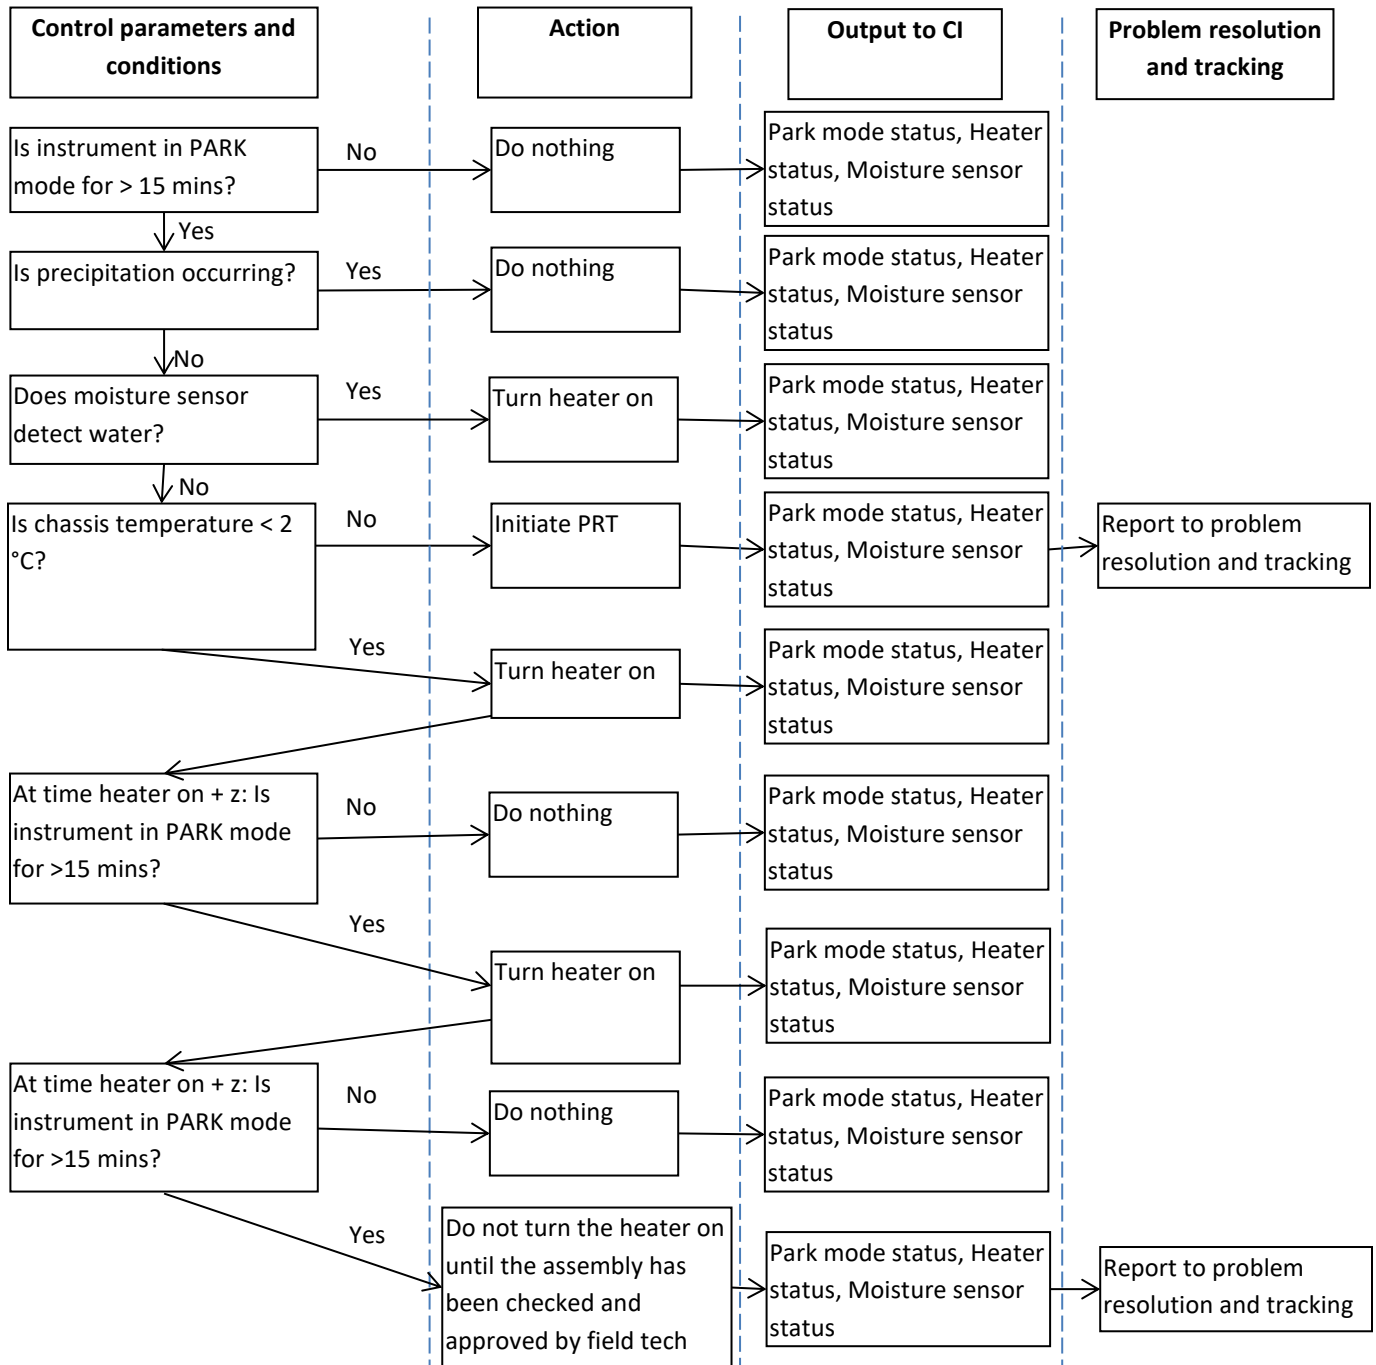 Control parameters and
conditions
Action
Output to CI
Problem resolution
and tracking
Is instrument in PARK
mode for > 15 mins?
No
Do nothing
Park mode status, Heater
status, Moisture sensor
status
Yes
Is precipitation occurring?
Yes
Do nothing
Park mode status, Heater
status, Moisture sensor
status
No
Does moisture sensor
detect water?
Yes
Turn heater on
Park mode status, Heater
status, Moisture sensor
status
No
Is chassis temperature < 2
°C?
No
Initiate PRT
Park mode status, Heater
status, Moisture sensor
status
Report to problem
resolution and tracking
Yes
Turn heater on
Park mode status, Heater
status, Moisture sensor
status
At time heater on + z: Is
instrument in PARK mode
for >15 mins?
No
Do nothing
Park mode status, Heater
status, Moisture sensor
status
Yes
Turn heater on
Park mode status, Heater
status, Moisture sensor
status
At time heater on + z: Is
instrument in PARK mode
for >15 mins?
No
Do nothing
Park mode status, Heater
status, Moisture sensor
status
Yes
Do not turn the heater on
until the assembly has
been checked and
approved by field tech
Park mode status, Heater
status, Moisture sensor
status
Report to problem
resolution and tracking